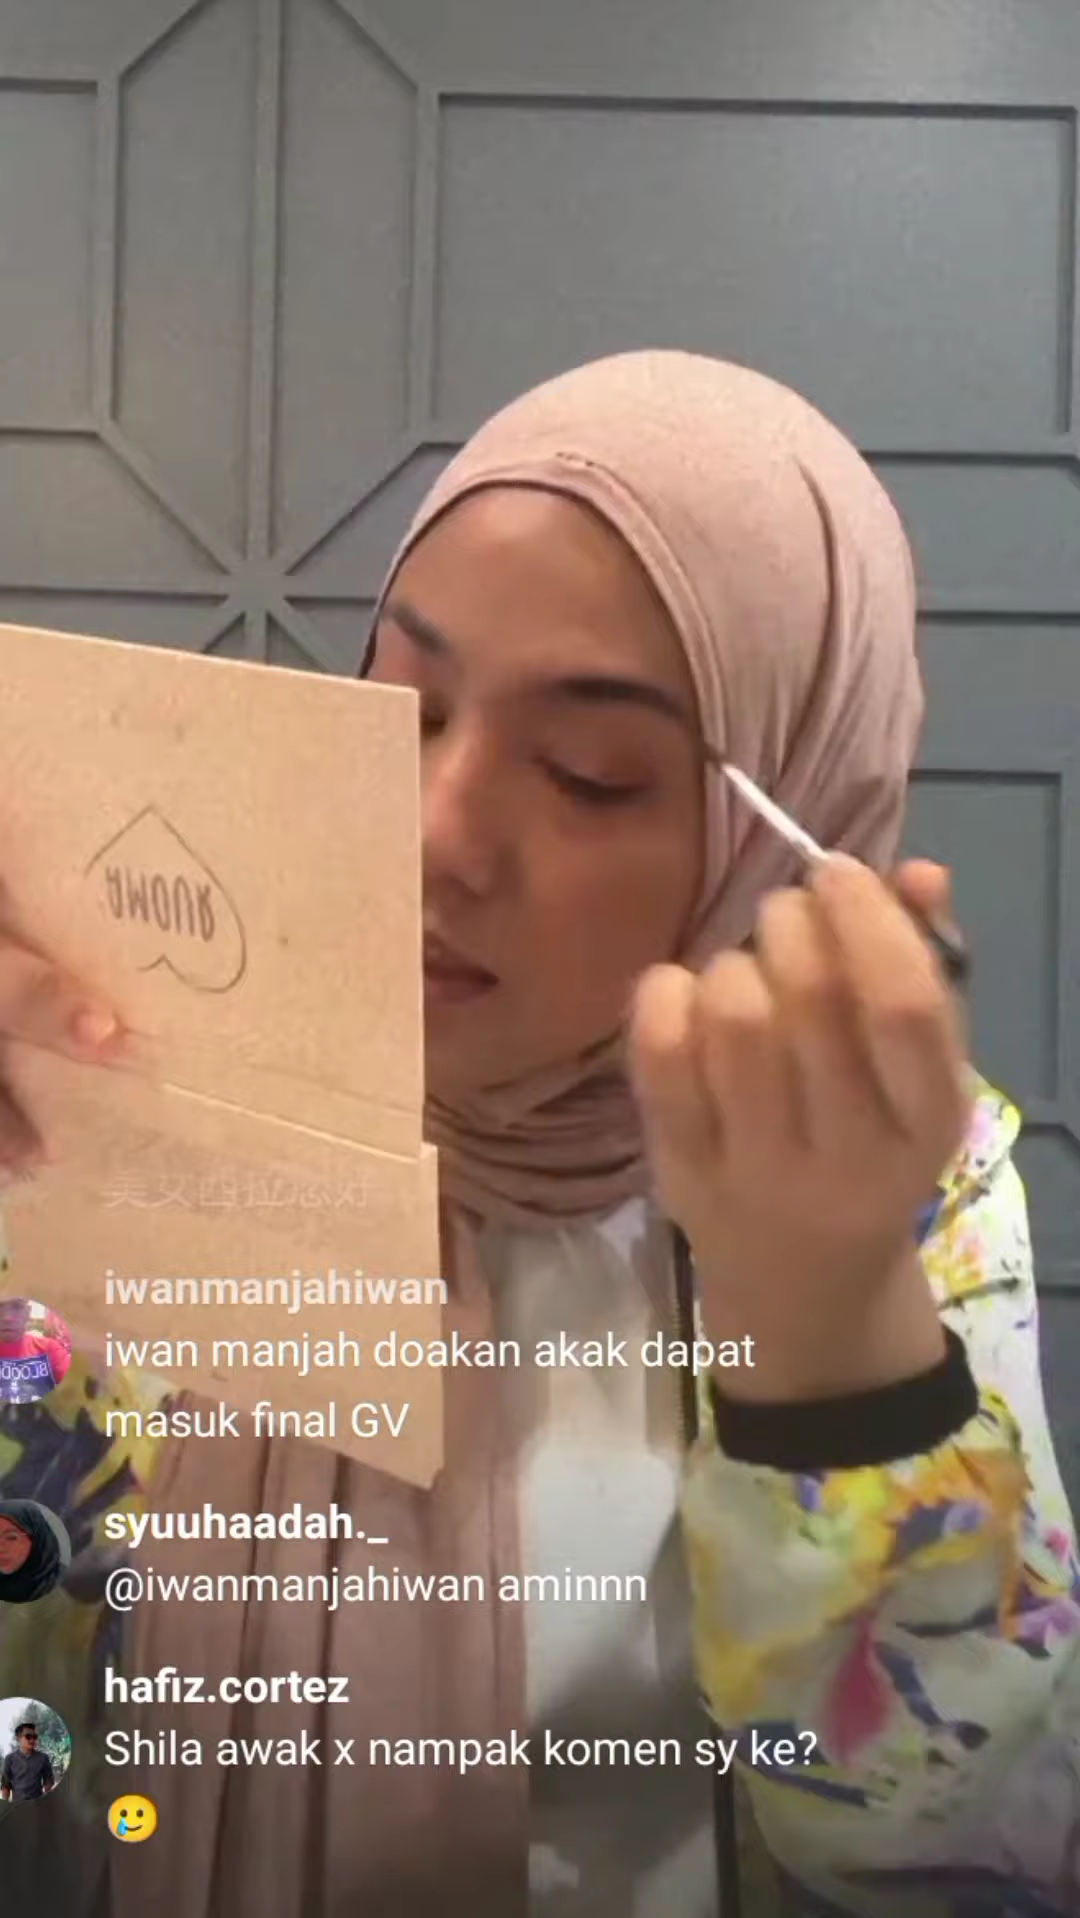 AMOUR
iwanmanjahiwan
iwan manjah doakan akak dapat
masuk final GV
syuuhaadah._
@iwanmanjahiwan aminnn
hafiz.cortez
Shila awak x nampak komen sy ke?
🥲